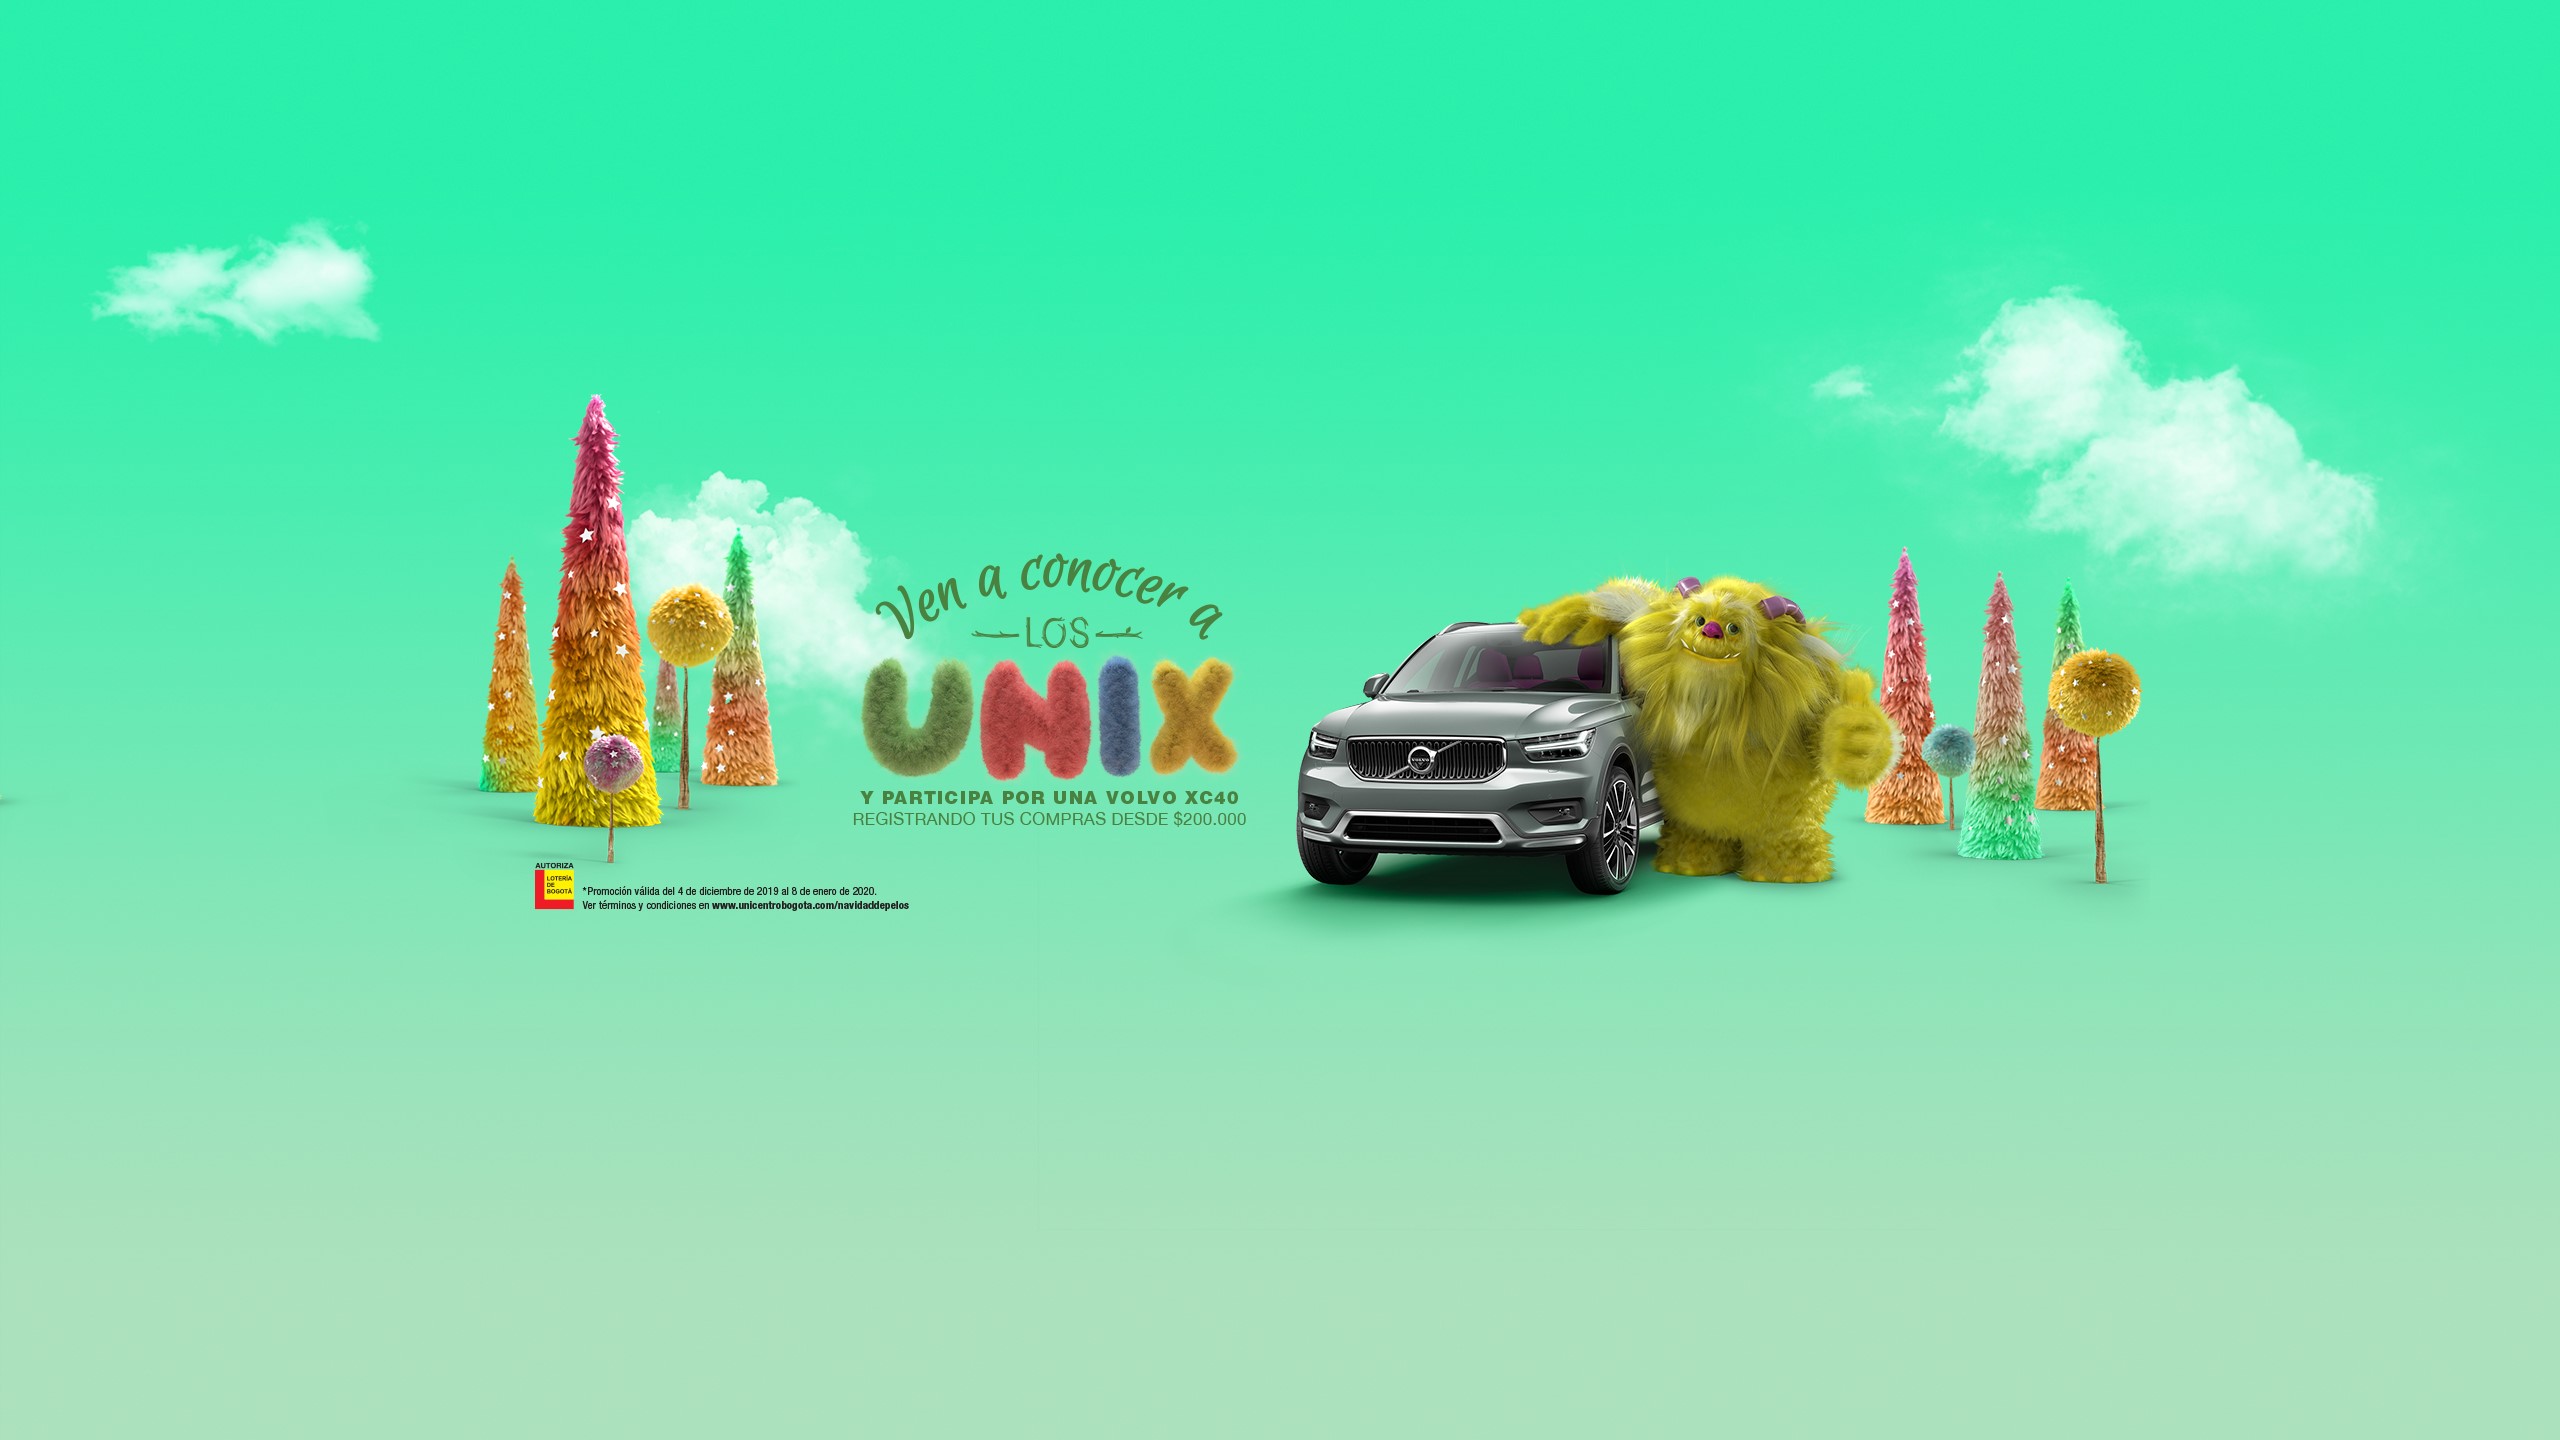 Ven a conocer a
LOS
UNIX
Y PARTICIPA POR UNA VOLVO XC40
REGISTRANDO TUS COMPRAS DESDE $200.000
AUTORIZA
LOTERÍA
DE
BOGOTÁ
*Promoción válida del 4 de diciembre de 2019 al 8 de enero de 2020.
Ver términos y condiciones en www.unicentrobogota.com/navidaddepelos
VOLVO